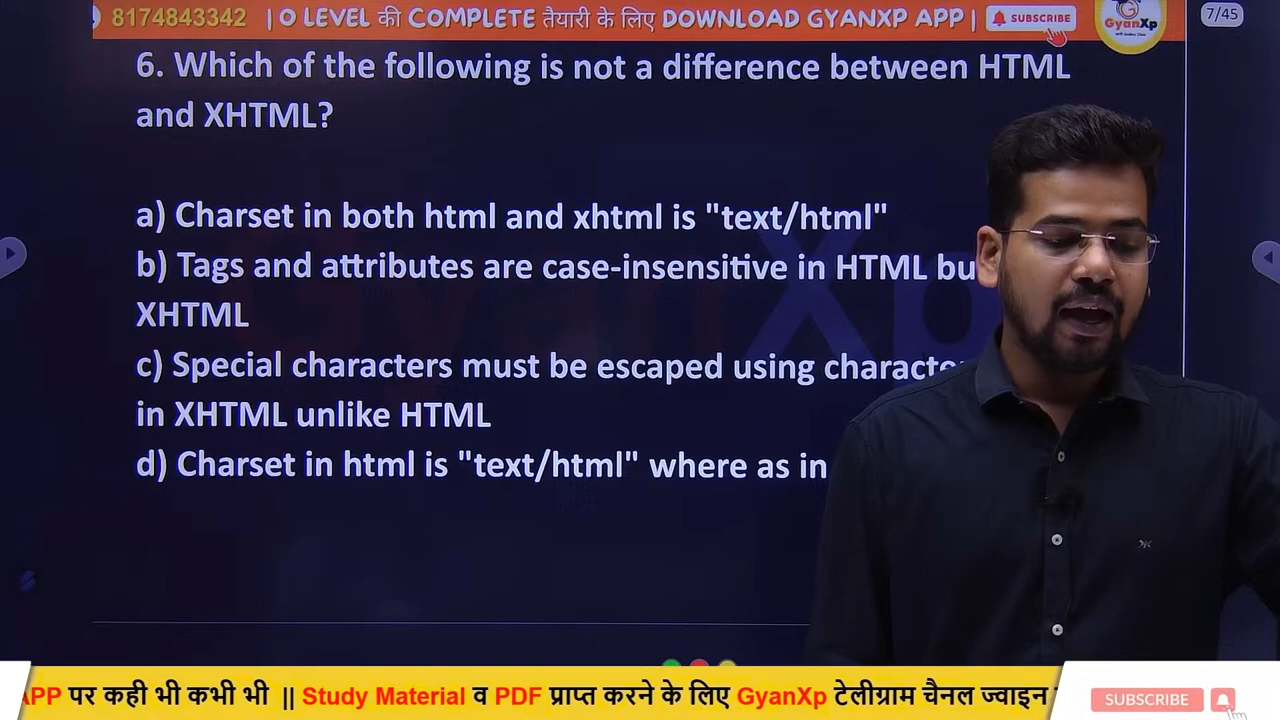 8174843342 | O LEVEL की COMPLETE तैयारी के लिए DOWNLOAD GYANXP APP | SUBSCRIBE
GyanXp
7/45
6. Which of the following is not a difference between HTML
and XHTML?
a) Charset in both html and xhtml is "text/html"
b) Tags and attributes are case-insensitive in HTML
XHTML
c) Special characters must be escaped using
in XHTML unlike HTML
d) Charset in html is "text/html" where as in
APP पर कही भी कभी भी || Study Material व PDF प्राप्त करने के लिए GyanXp टेलीग्राम चैनल ज्वाइन
SUBSCRIBE